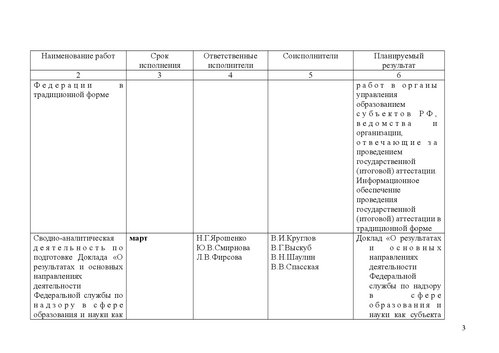 Наименование работ
Срок
исполнения
Ответственные
исполнители
Соисполнители
Планируемый
результат
2
3
4
5
6
Федерации в
традиционной форме
работ в органы
управления
образованием
субъектов РФ,
ведомства и
организации,
отвечающие за
проведением
государственной
(итоговой) аттестации.
Информационное
обеспечение
проведения
государственной
(итоговой) аттестации в
традиционной форме
Сводно-аналитическая
деятельность по
подготовке Доклада «О
результатах и основных
направлениях
деятельности
Федеральной службы по
надзору в сфере
образования и науки как
март
Н.Г.Ярошенко
Ю.В.Смирнова
Л.В.Фирсова
В.И.Круглов
В.Г.Выскуб
В.Н.Шаулин
В.В.Спасская
Доклад «О результатах
и основных
направлениях
деятельности
Федеральной
службы по надзору
в сфере
образования и
науки как субъекта
3